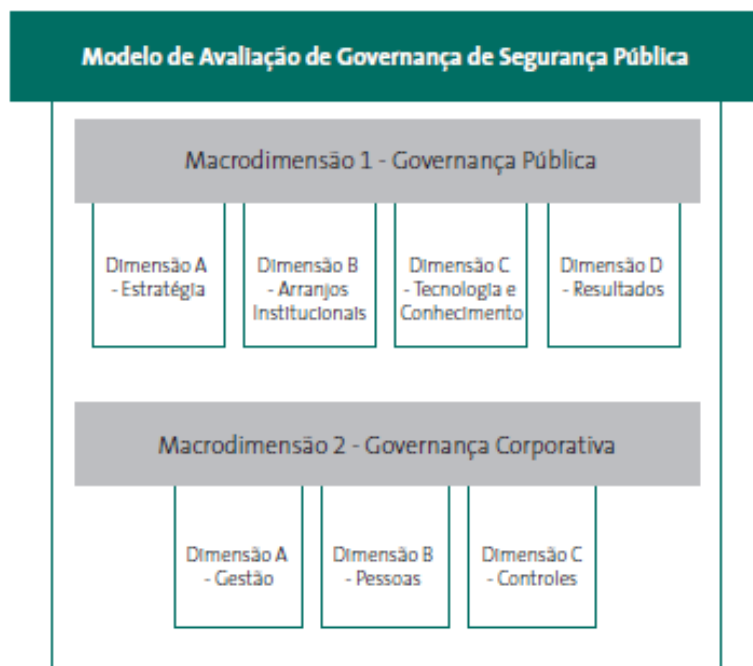 Modelo de Avaliação de Governança de Segurança Pública
Macrodimensão 1 - Governança Pública
Dimensão A
- Estratégia
Dimensão B
- Arranjos
Institucionais
Dimensão C
- Tecnologia e
Conhecimento
Dimensão D
- Resultados
Macrodimensão 2 - Governança Corporativa
Dimensão A
- Gestão
Dimensão B
- Pessoas
Dimensão C
- Controles